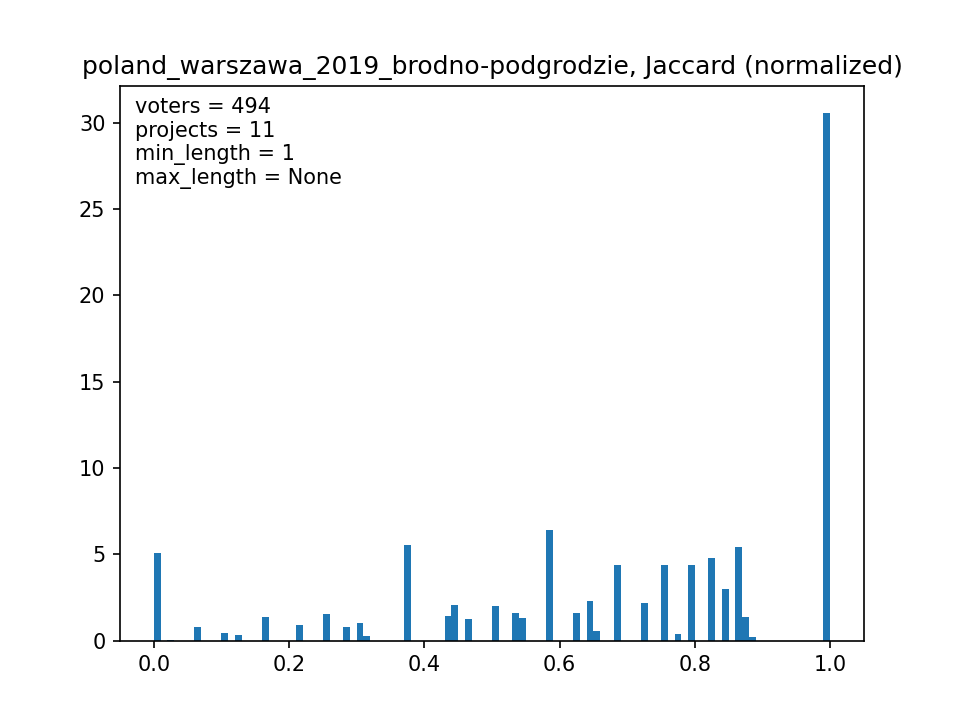 poland_warszawa_2019_brodno-podgrodzie, Jaccard (normalized)
voters = 494
projects = 11
min_length = 1
max_length = None
30
25
20
15
10
5
0
0.0 0.2 0.4 0.6 0.8 1.0